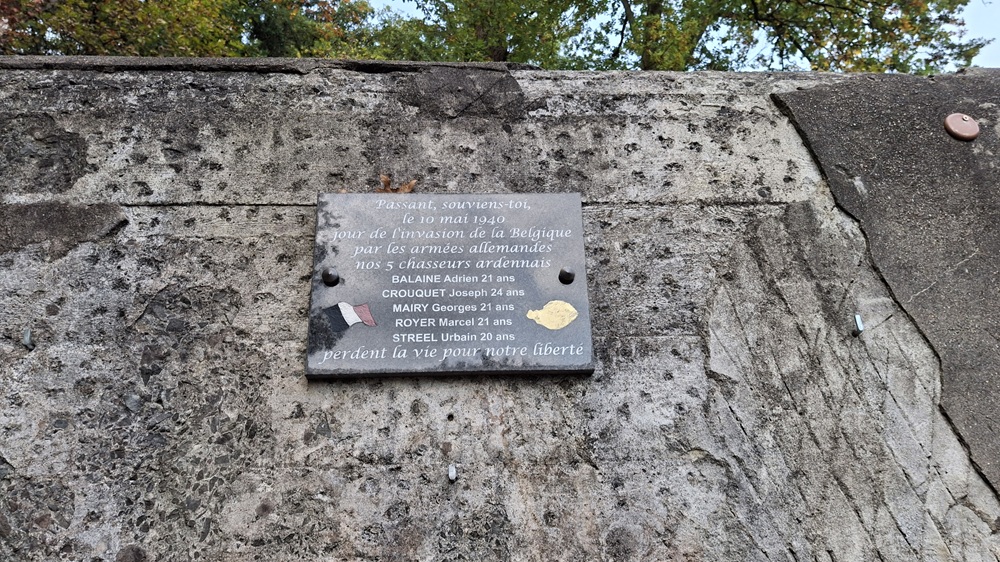 Passant, souviens-toi,
le 10 mai 1940
jour de l'invasion de la Belgique
par les armées allemandes
nos 5 chasseurs ardennais
BALAINE Adrien 21 ans
CROUQUET Joseph 24 ans
MAIRY Georges 21 ans
ROYER Marcel 21 ans
STREEL Urbain 20 ans
perdent la vie pour notre liberté